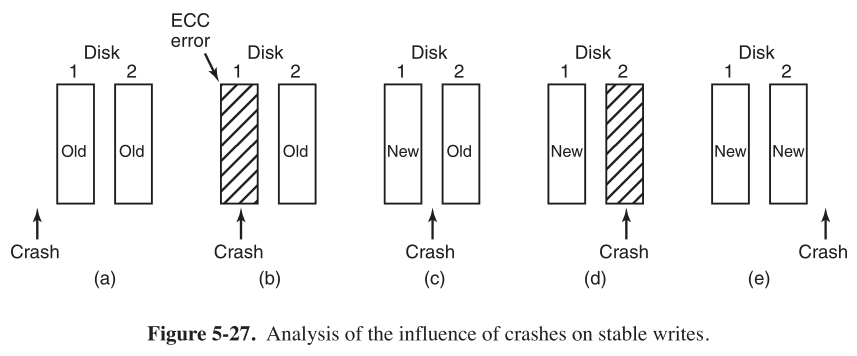 ECC
error
Disk
1 2
Old Old
Crash
(a)
Disk
1 2
Old
Crash
(b)
Disk
1 2
New Old
Crash
(c)
Disk
1 2
New
Crash
(d)
Disk
1 2
New New
Crash
(e)
Figure 5-27. Analysis of the influence of crashes on stable writes.